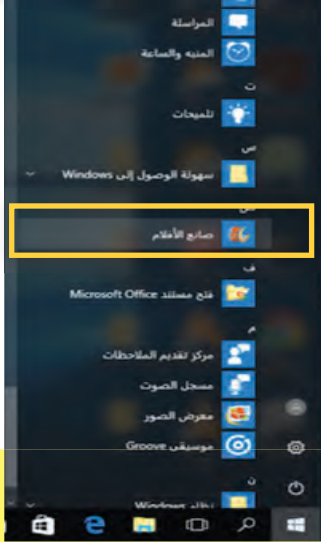 المراسلة
المنبه والساعة
ت
تلميحات
س
سهولة الوصول إلى Windows
ص
صانع الأفلام
ف
فتح مستند Microsoft Office
م
مركز تقديم الملاحظات
مسجل الصوت
معرض الصور
موسيقى Groove
ن
نظام Windows